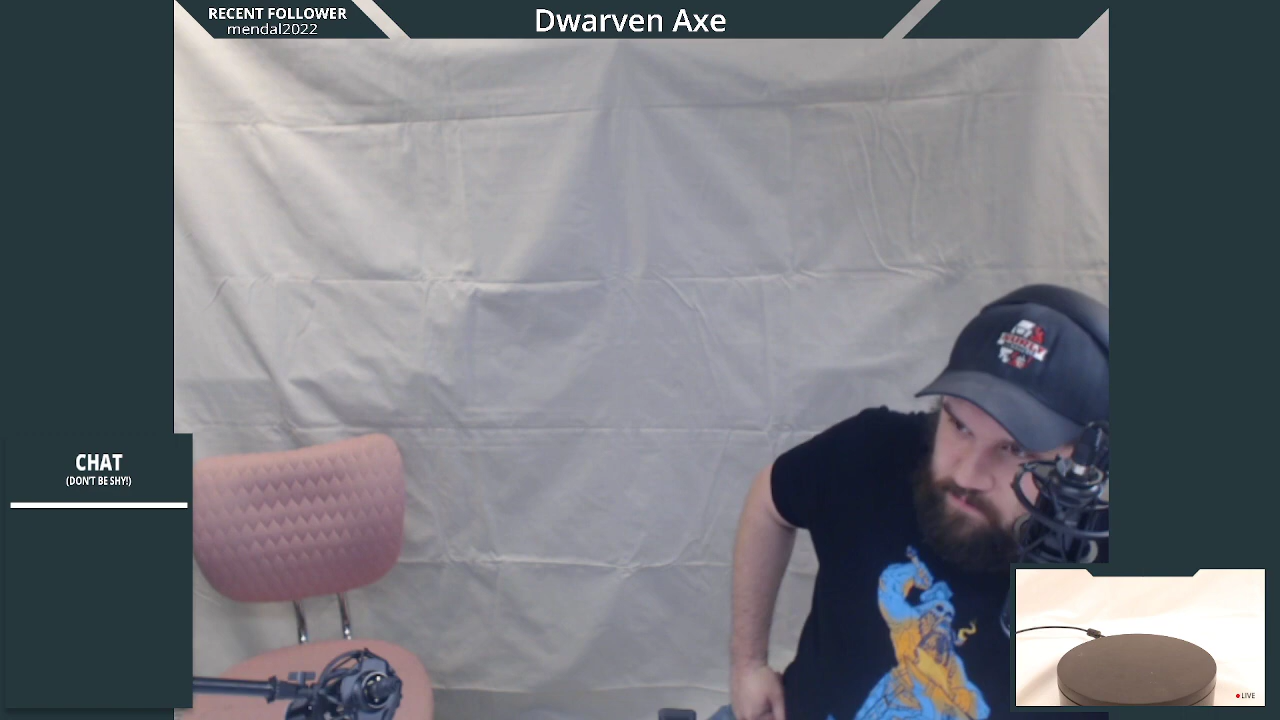 RECENT FOLLOWER
mendal2022
Dwarven Axe
CHAT
(DON'T BE SHY!)
LIVE